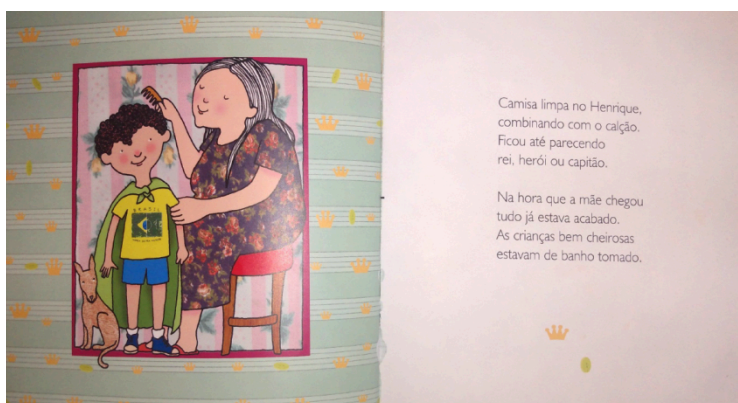 BRASIL
Camisa limpa no Henrique,
combinando com o calção.
Ficou até parecendo
rei, herói ou capitão.
Na hora que a mãe chegou
tudo já estava acabado.
As crianças bem cheirosas
estavam de banho tomado.